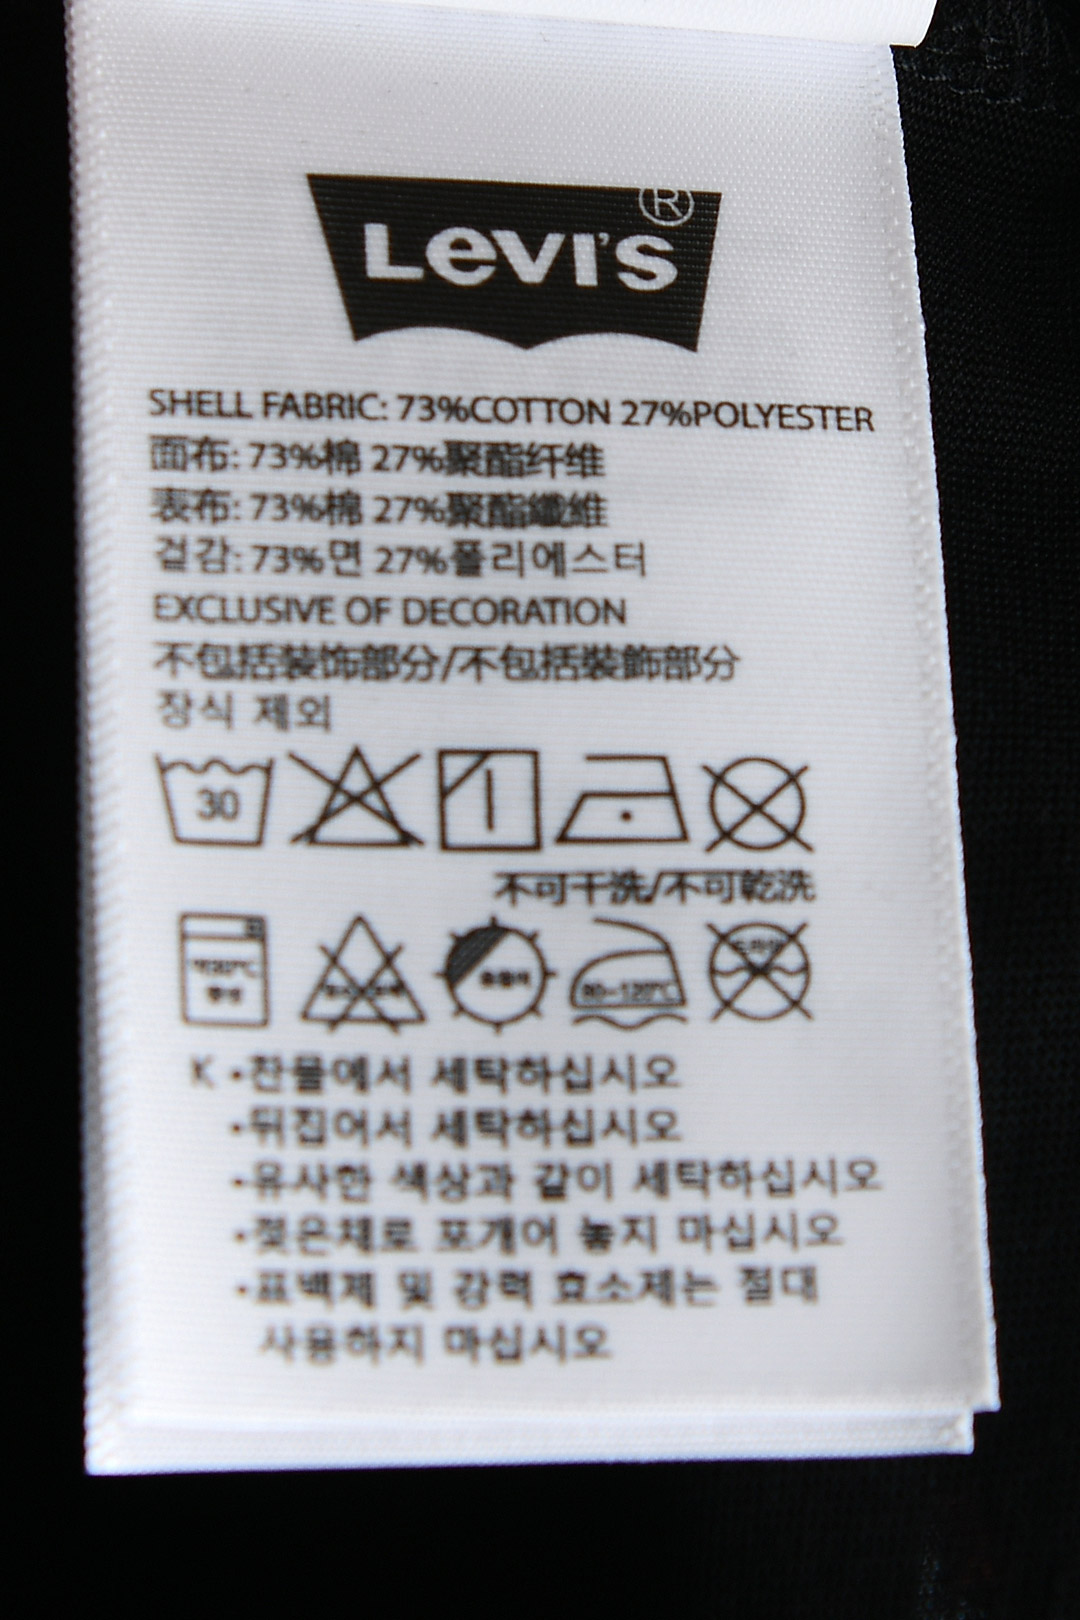 LEVI'S®
SHELL FABRIC: 73%COTTON 27%POLYESTER
面布: 73%棉 27%聚酯纤维
表布: 73%棉 27%聚酯纖維
겉감: 73%면 27%폴리에스터
EXCLUSIVE OF DECORATION
不包括装饰部分/不包括裝飾部分
장식 제외
30
不可干洗/不可乾洗
80~120℃
K •찬물에서 세탁하십시오
•뒤집어서 세탁하십시오
•유사한 색상과 같이 세탁하십시오
•젖은채로 포개어 놓지 마십시오
•표백제 및 강력 효소제는 절대
사용하지 마십시오